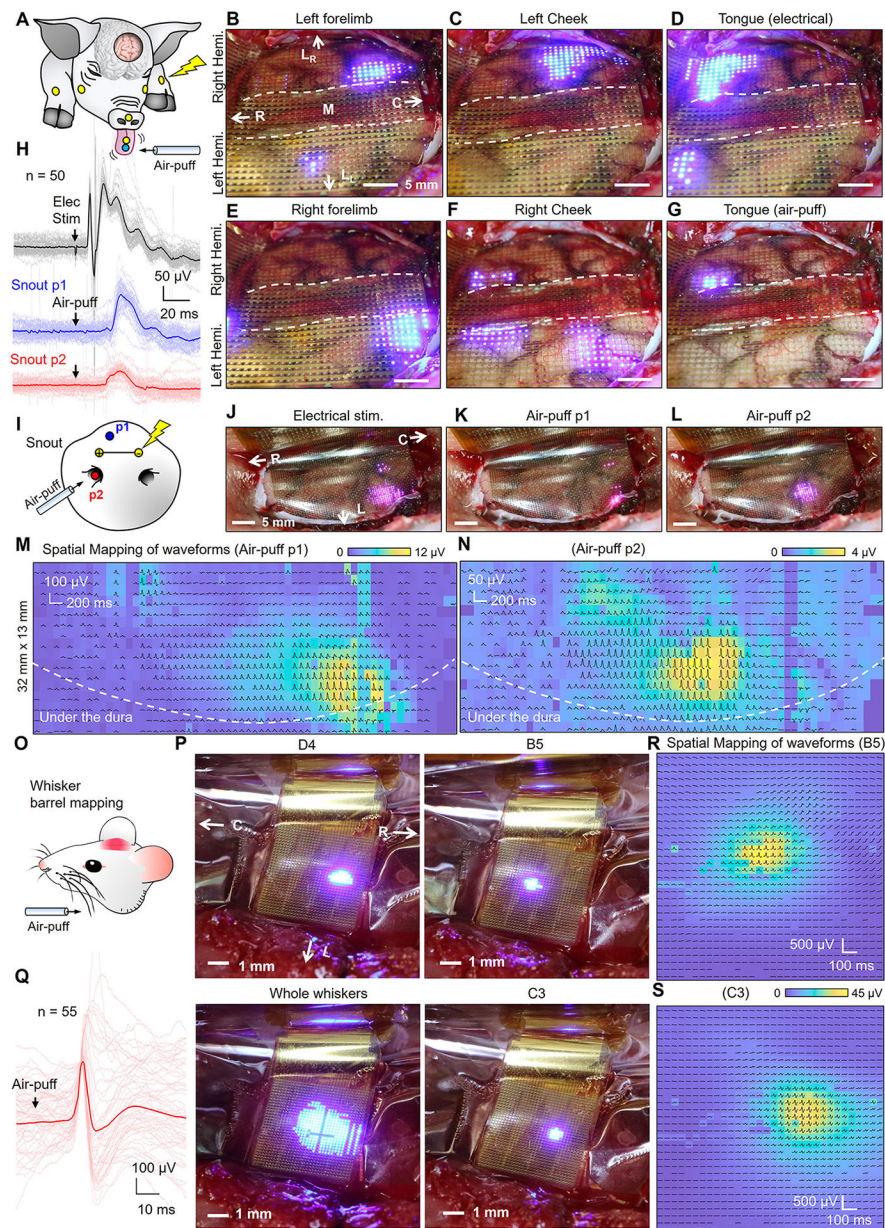 A
Air-puff
B
Left forelimb
Right Hemi.
L_R
R
M
C
Left Hemi.
L_L
5 mm
C
Left Cheek
D
Tongue (electrical)
E
Right forelimb
Right Hemi.
Left Hemi.
F
Right Cheek
G
Tongue (air-puff)
H
n = 50
Elec
Stim
50 µV
20 ms
Snout p1
Air-puff
Snout p2
I
Snout
p1
+
-
Air-puff
p2
J
Electrical stim.
R
C
L
5 mm
K
Air-puff p1
L
Air-puff p2
M
Spatial Mapping of waveforms (Air-puff p1)
0
12 µV
100 µV
200 ms
32 mm x 13 mm
Under the dura
N
(Air-puff p2)
0
4 µV
50 µV
200 ms
Under the dura
O
Whisker
barrel mapping
Air-puff
P
D4
C
L
1 mm
B5
R
1 mm
Whole whiskers
1 mm
C3
1 mm
Q
n = 55
Air-puff
100 µV
10 ms
R
Spatial Mapping of waveforms (B5)
500 µV
100 ms
S
0
45 µV
(C3)
500 µV
100 ms